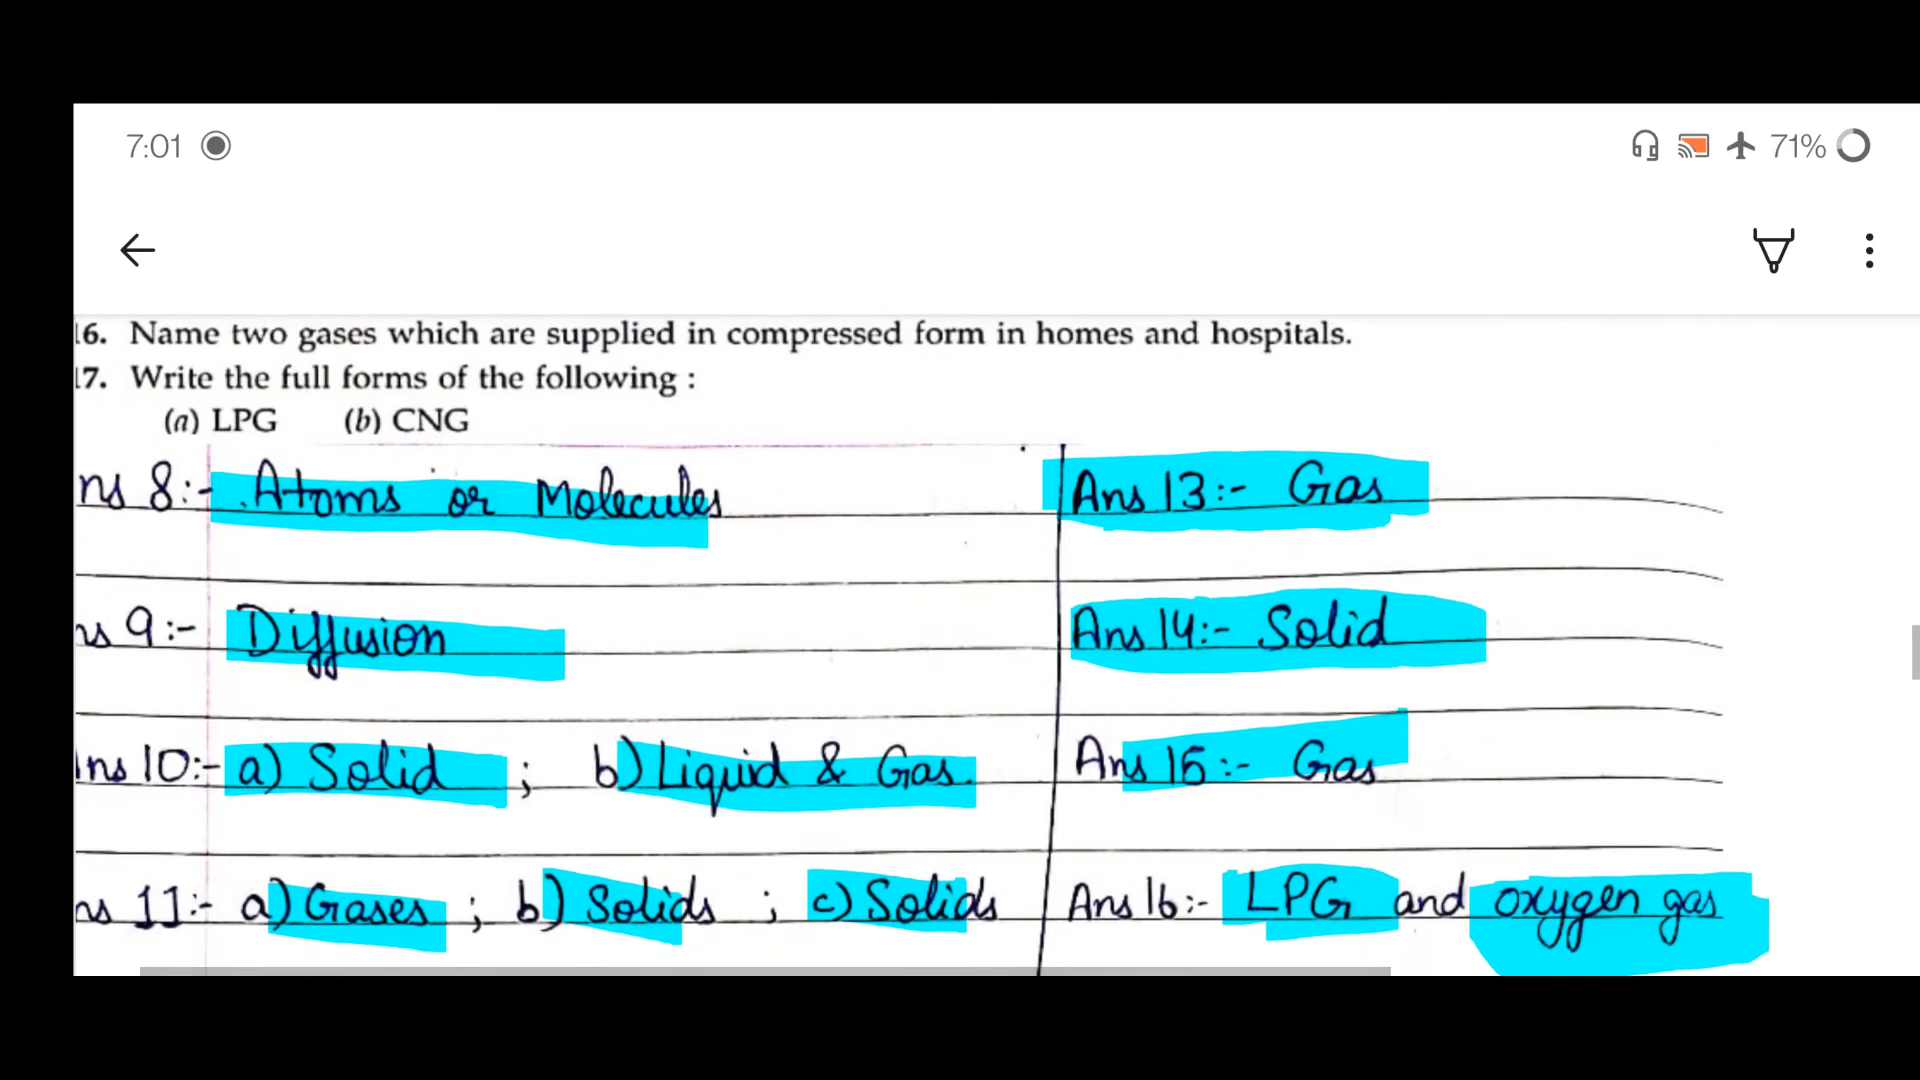 7:01 71%
16. Name two gases which are supplied in compressed form in homes and hospitals.
17. Write the full forms of the following :
(a) LPG (b) CNG
ns 8:- Atoms or Molecules
ns 9:- Diffusion
Ans 10:- a) Solid ; b) Liquid & Gas.
ns 11:- a) Gases ; b) Solids ; c) Solids
Ans 13:- Gas
Ans 14:- Solid
Ans 15:- Gas
Ans 16:- LPG and oxygen gas